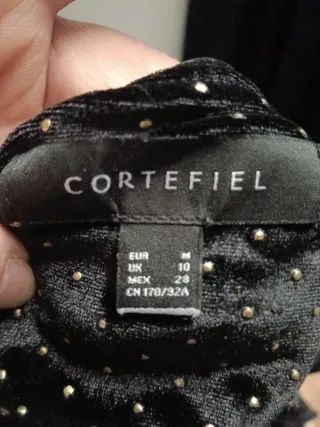 CORTEFIEL
EUR M
UK 10
MEX 28
CN 170/92A